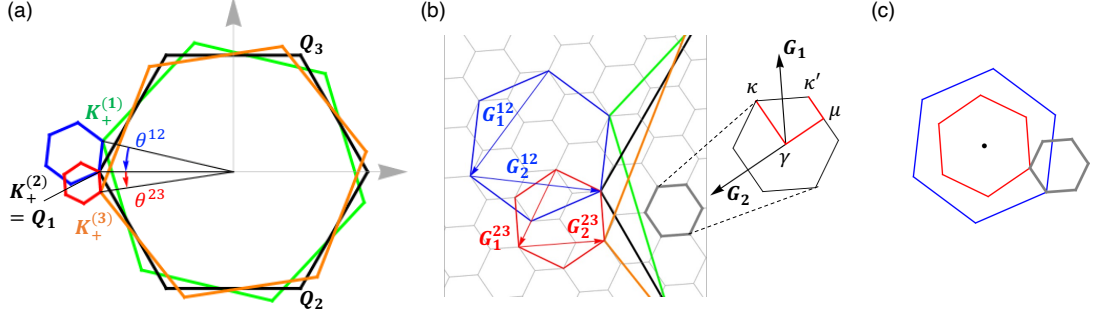 (a)
Q₃
K₊⁽¹⁾
θ¹²
K₊⁽²⁾
= Q₁
θ²³
K₊⁽³⁾
Q₂
(b)
G₁¹²
G₂¹²
G₁²³
G₂²³
G₁
κ κ′
μ
γ
G₂
(c)